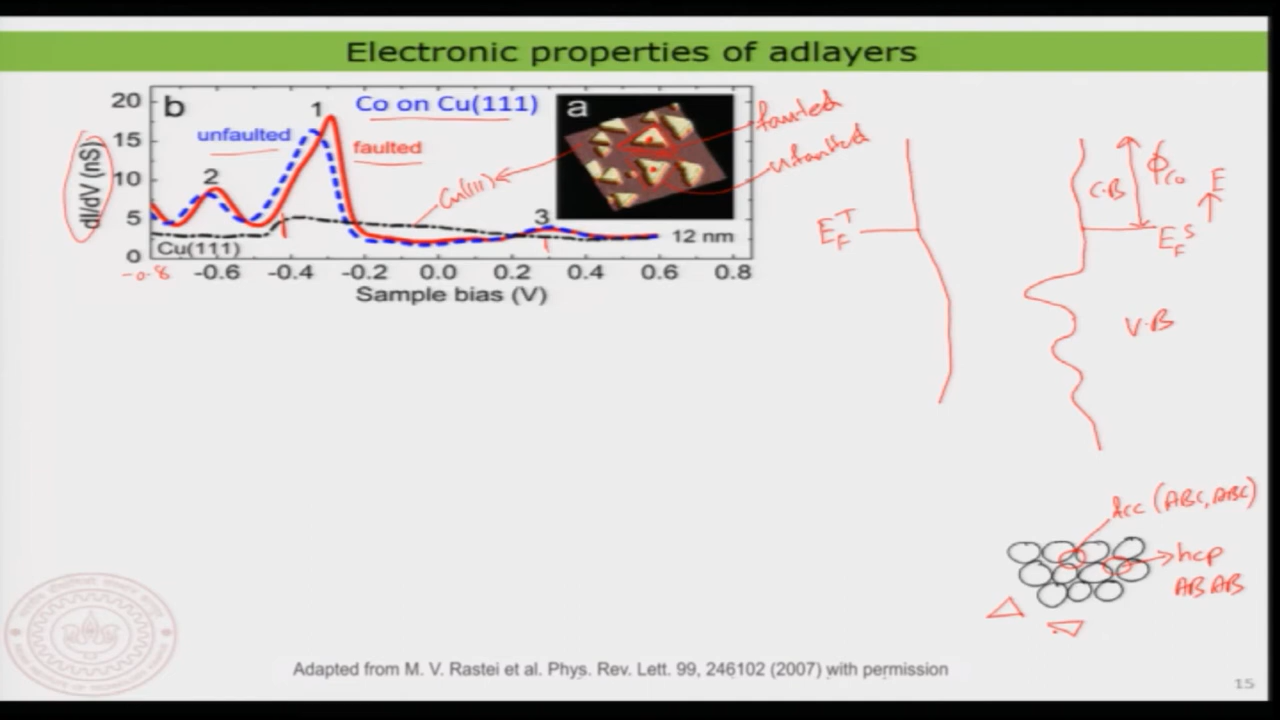 Electronic properties of adlayers
b
Co on Cu(111)
a
unfaulted
faulted
1
2
3
Cu(111)
12 nm
20
15
10
5
0
dI/dV (nS)
-0.8 -0.6 -0.4 -0.2 0.0 0.2 0.4 0.6 0.8
Sample bias (V)
faulted
unfaulted
Cu(111)
E_F^T
C.B
ϕ_Co
E
E_F^S
V.B
fcc (ABC, ABC)
hcp
ABAB
Adapted from M. V. Rastei et al. Phys. Rev. Lett. 99, 246102 (2007) with permission
15